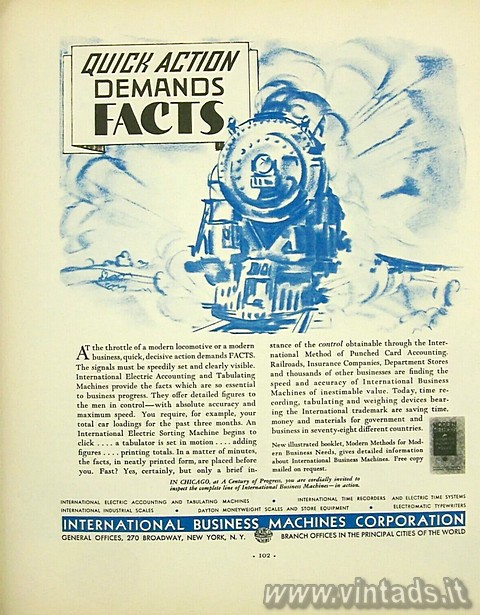 QUICK ACTION
DEMANDS
FACTS
AT the throttle of a modern locomotive or a modern
business, quick, decisive action demands FACTS.
The signals must be speedily set and clearly visible.
International Electric Accounting and Tabulating
Machines provide the facts which are so essential
to business progress. They offer detailed figures to
the men in control—with absolute accuracy and
maximum speed. You require, for example, your
total car loadings for the past three months. An
International Electric Sorting Machine begins to
click .... a tabulator is set in motion .... adding
figures .... printing totals. In a matter of minutes,
the facts, in neatly printed form, are placed before
you. Fast? Yes, certainly, but only a brief in-
stance of the control obtainable through the Inter-
national Method of Punched Card Accounting.
Railroads, Insurance Companies, Department Stores
and thousands of other businesses are finding the
speed and accuracy of International Business
Machines of inestimable value. Today, time re-
cording, tabulating and weighing devices bear-
ing the International trademark are saving time,
money and materials for government and
business in seventy-eight different countries.
New illustrated booklet, Modern Methods for Mod-
ern Business Needs, gives detailed information
about International Business Machines. Free copy
mailed on request.
IN CHICAGO, at A Century of Progress, you are cordially invited to
inspect the complete line of International Business Machines—in action.
INTERNATIONAL ELECTRIC ACCOUNTING AND TABULATING MACHINES • INTERNATIONAL TIME RECORDERS AND ELECTRIC TIME SYSTEMS
INTERNATIONAL INDUSTRIAL SCALES • DAYTON MONEYWEIGHT SCALES AND STORE EQUIPMENT • ELECTROMATIC TYPEWRITERS
INTERNATIONAL BUSINESS MACHINES CORPORATION
GENERAL OFFICES, 270 BROADWAY, NEW YORK, N. Y. BRANCH OFFICES IN THE PRINCIPAL CITIES OF THE WORLD
• 102 •
www.vintads.it